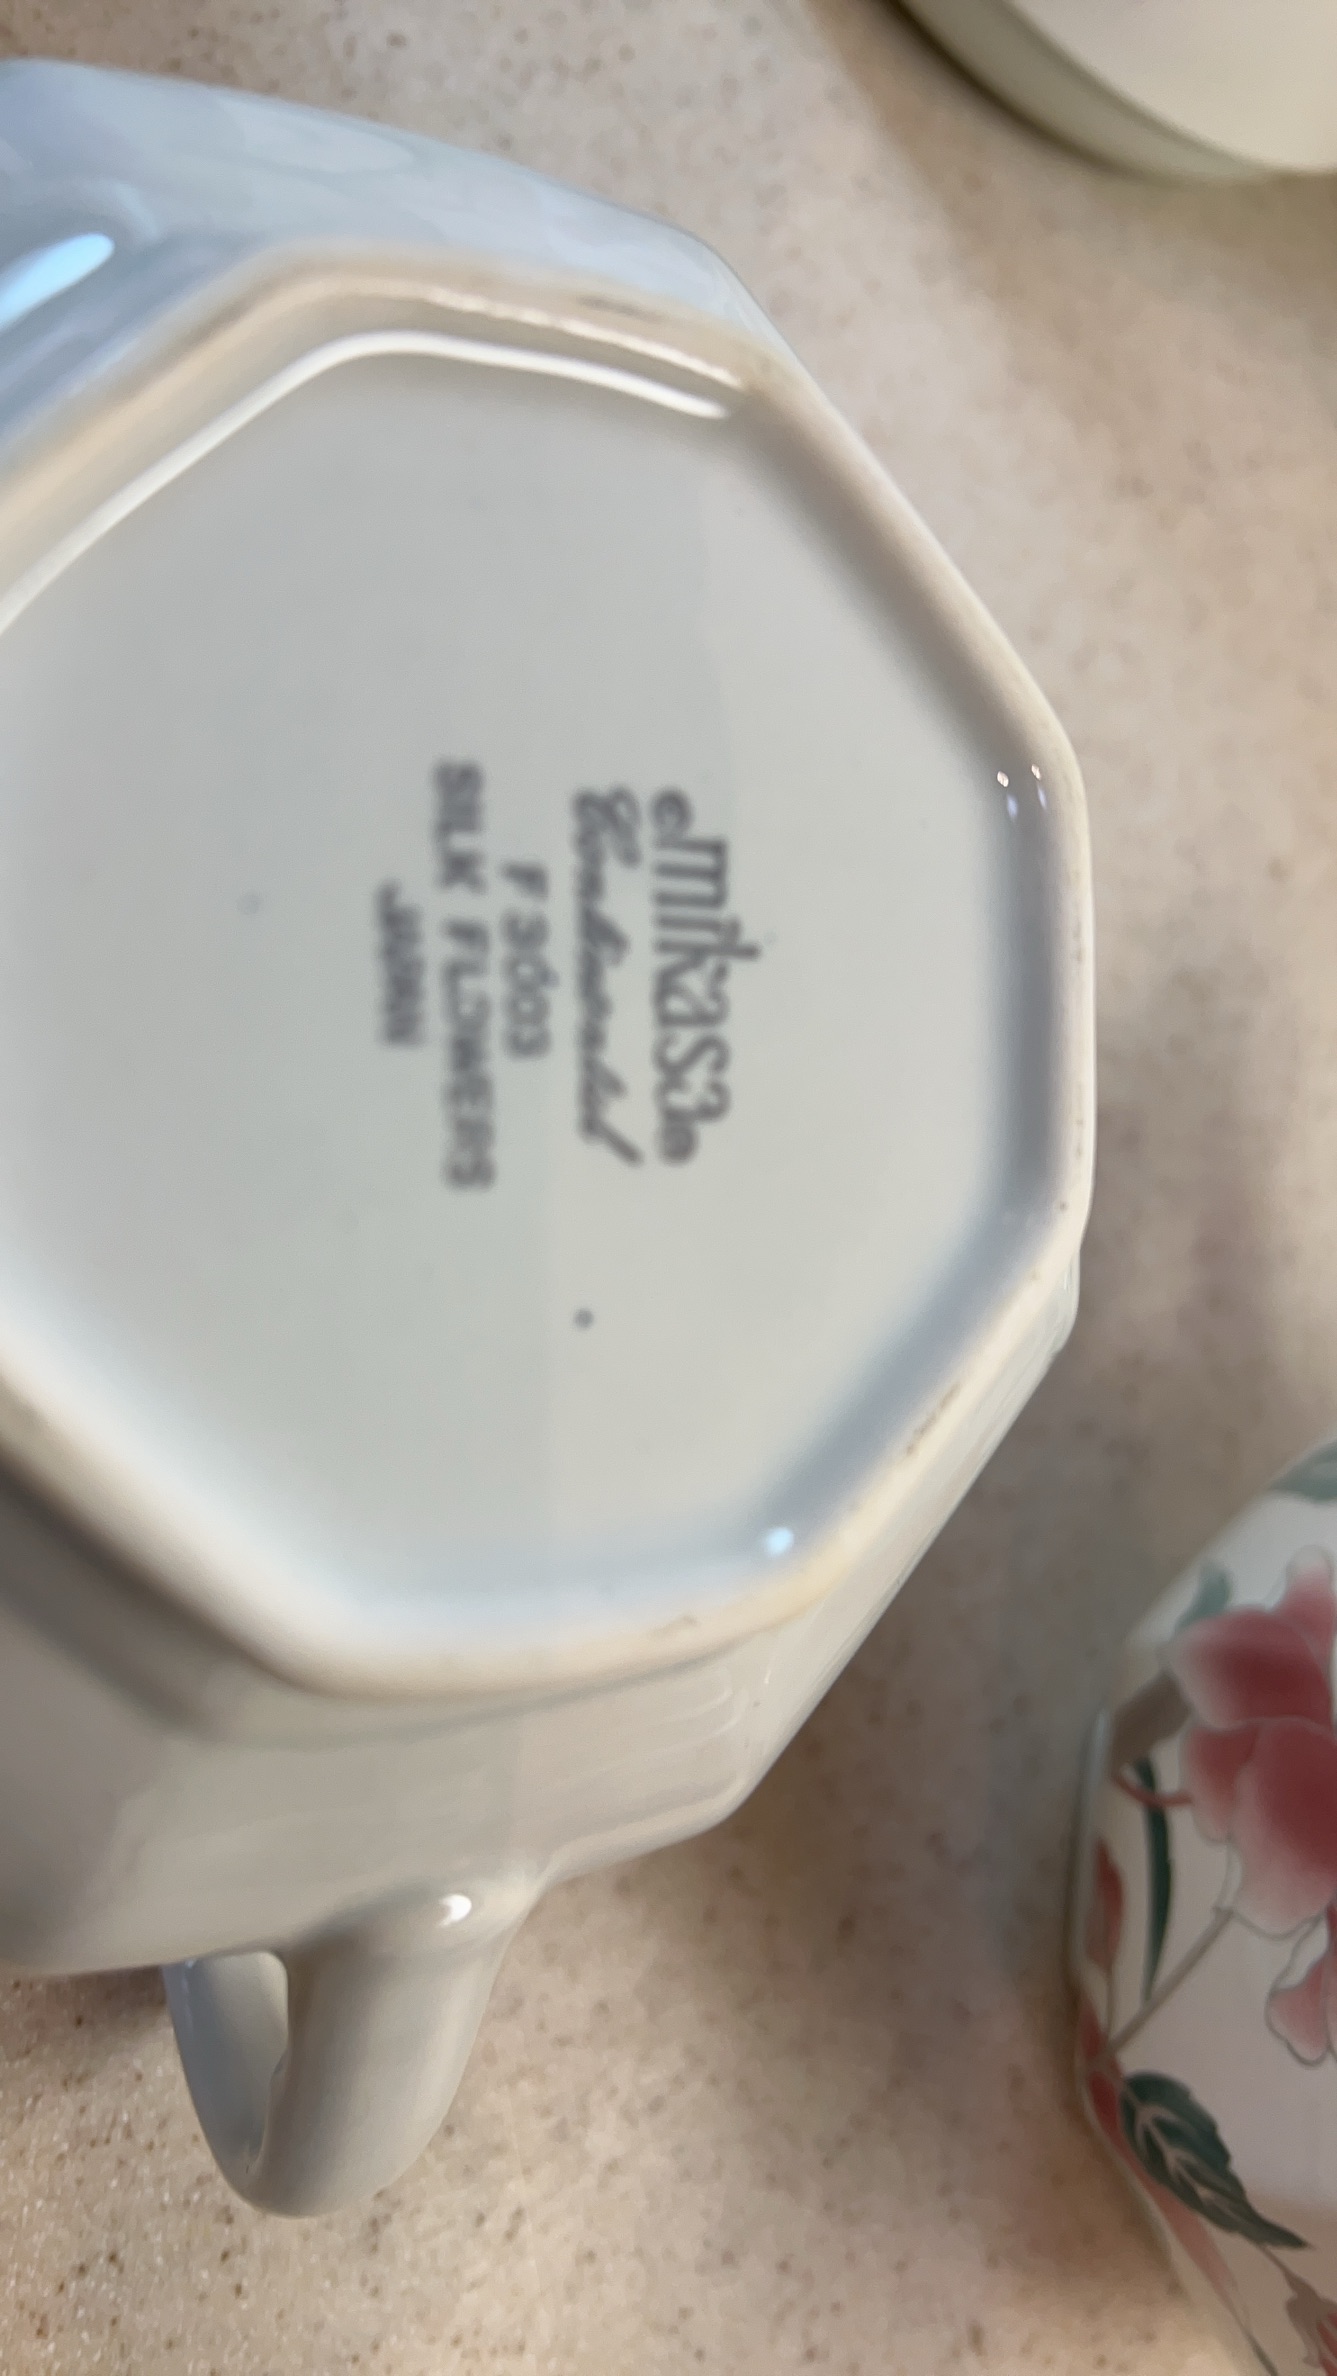 mikasa
Continental
F 3003
SILK FLOWERS
JAPAN